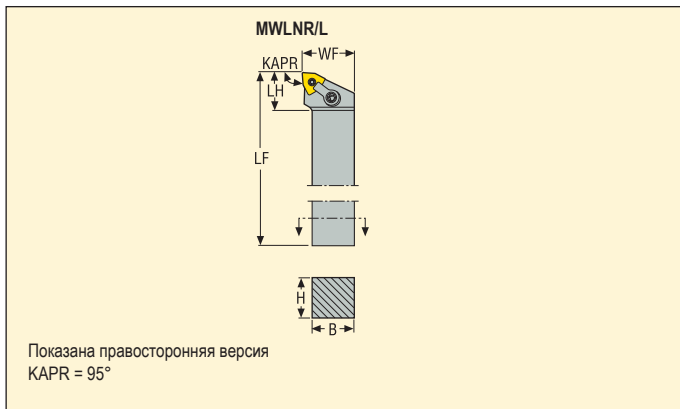 MWLNR/L
WF
KAPR
LH
LF
H
B
Показана правосторонняя версия
KAPR = 95°